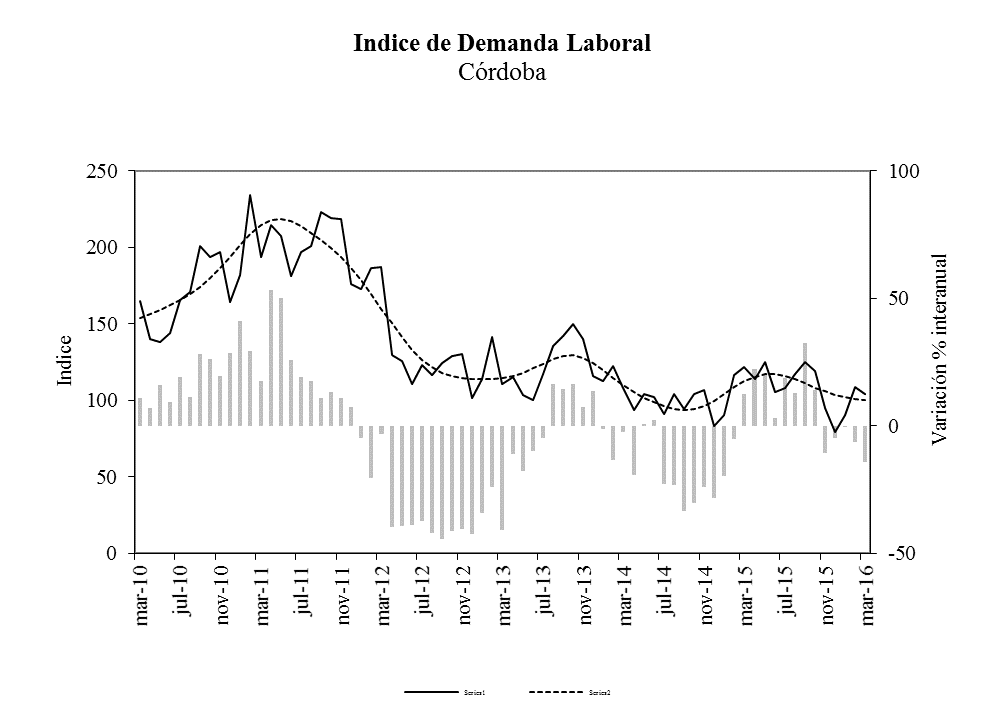 Indice de Demanda Laboral
Córdoba
250
200
150
100
50
0
Indice
100
50
0
-50
Variación % interanual
mar-10
jul-10
nov-10
mar-11
jul-11
nov-11
mar-12
jul-12
nov-12
mar-13
jul-13
nov-13
mar-14
jul-14
nov-14
mar-15
jul-15
nov-15
mar-16
Series1
Series2